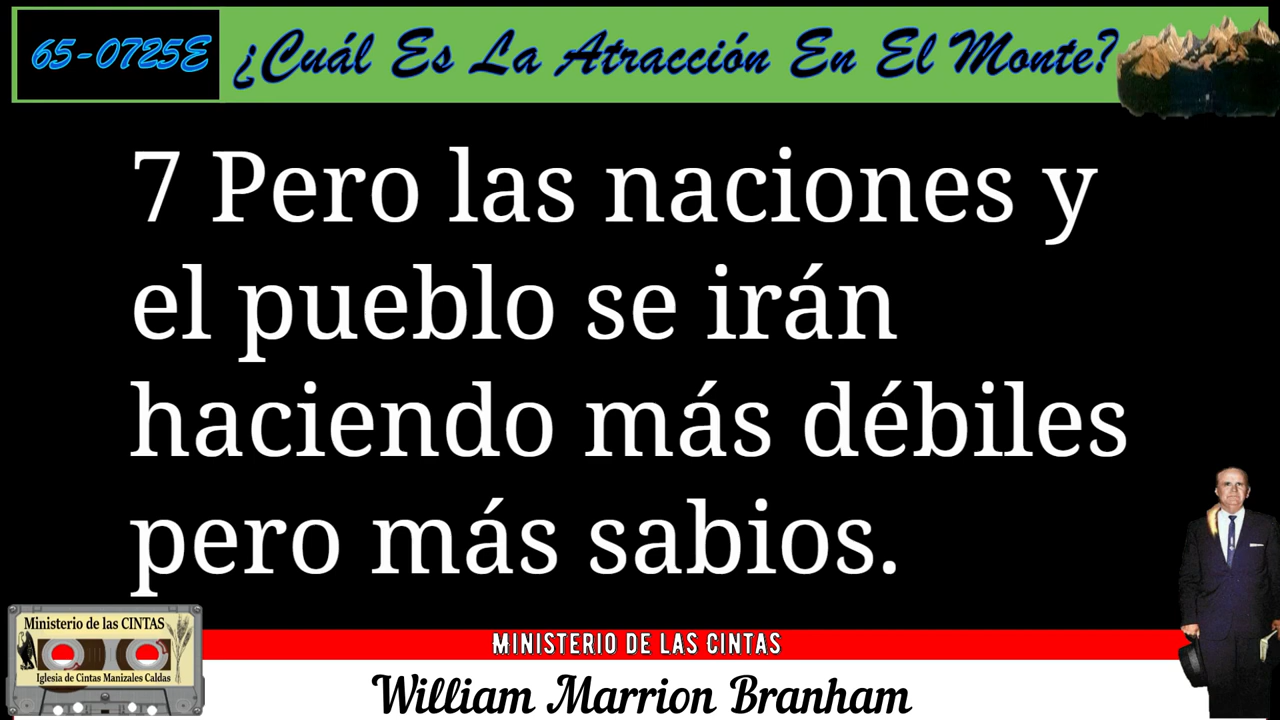 65-0725E ¿Cuál Es La Atracción En El Monte?
7 Pero las naciones y
el pueblo se irán
haciendo más débiles
pero más sabios.
Ministerio de las CINTAS
Iglesia de Cintas Manizales Caldas
MINISTERIO DE LAS CINTAS
William Marrion Branham